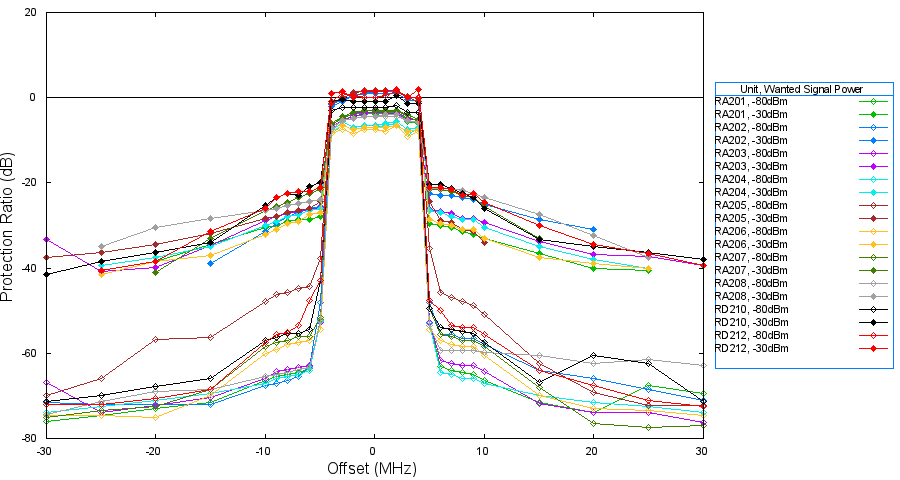 20
0
-20
-40
-60
-80
Protection Ratio (dB)
-30
-20
-10
0
10
20
30
Offset (MHz)
Unit, Wanted Signal Power
RA201, -80dBm
RA201, -30dBm
RA202, -80dBm
RA202, -30dBm
RA203, -80dBm
RA203, -30dBm
RA204, -80dBm
RA204, -30dBm
RA205, -80dBm
RA205, -30dBm
RA206, -80dBm
RA206, -30dBm
RA207, -80dBm
RA207, -30dBm
RA208, -80dBm
RA208, -30dBm
RD210, -80dBm
RD210, -30dBm
RD212, -80dBm
RD212, -30dBm